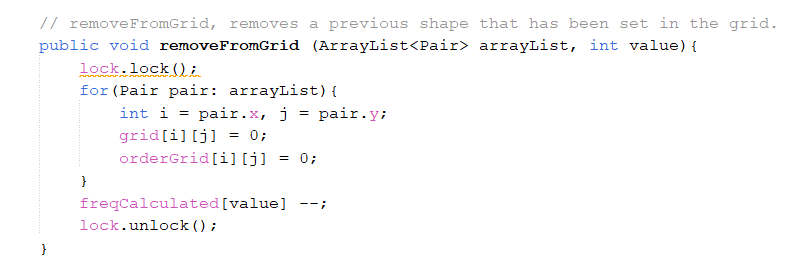 // removeFromGrid, removes a previous shape that has been set in the grid.
public void removeFromGrid (ArrayList<Pair> arrayList, int value){
    lock.lock();
    for(Pair pair: arrayList){
        int i = pair.x, j = pair.y;
        grid[i][j] = 0;
        orderGrid[i][j] = 0;
    }
    freqCalculated[value] --;
    lock.unlock();
}